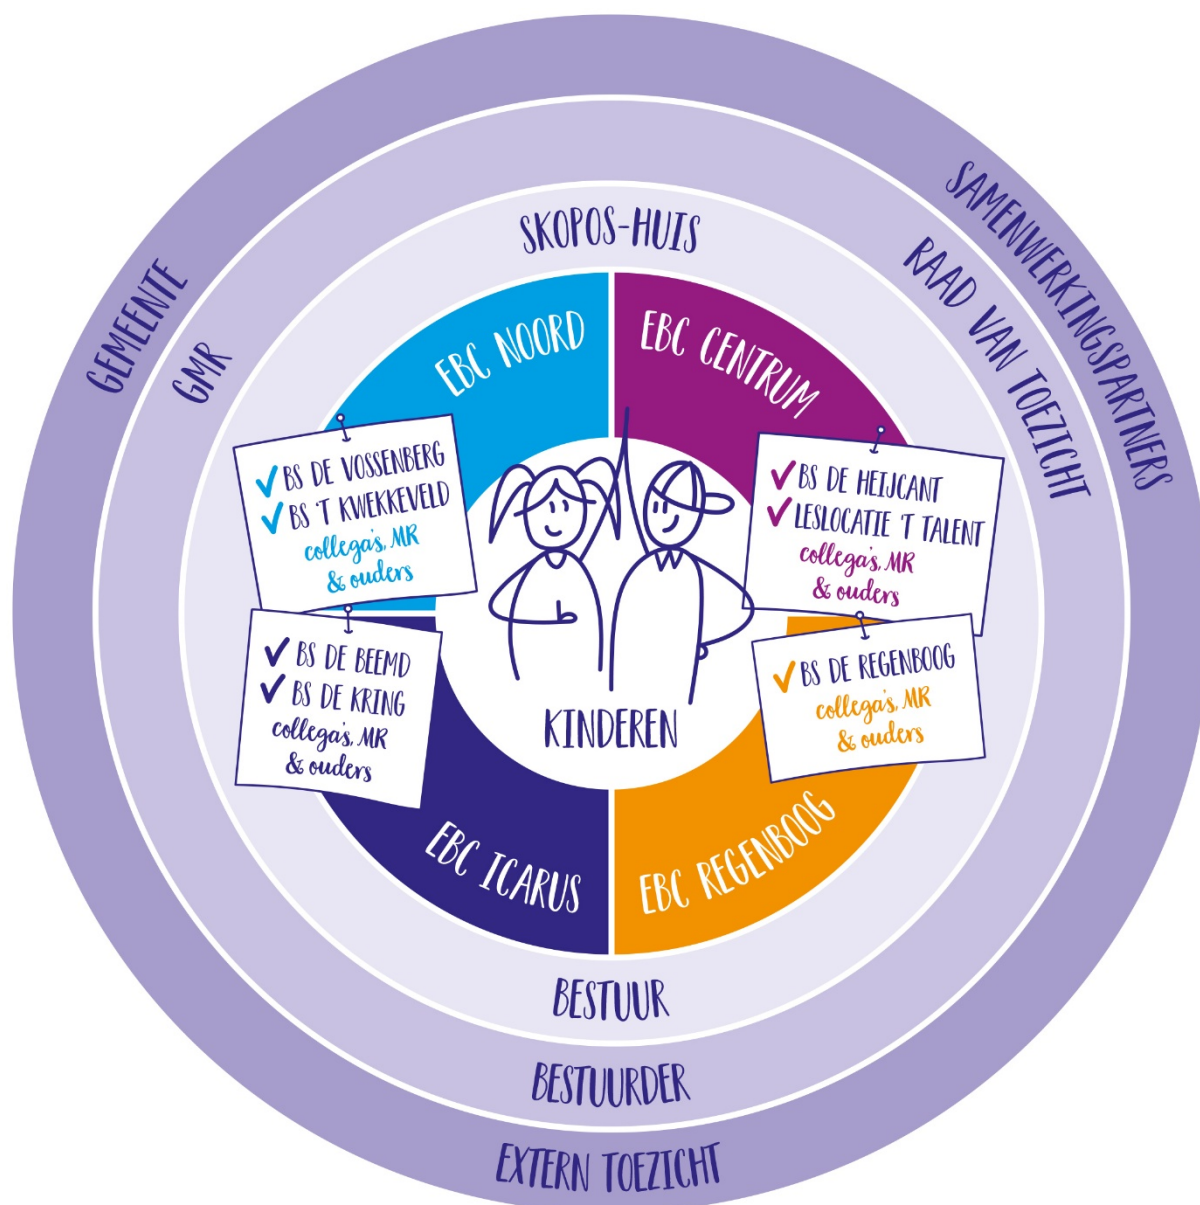 SAMENWERKINGSPARTNERS
GEMEENTE
SKOPOS-HUIS
RAAD VAN TOEZICHT
GMR
EBC NOORD
EBC CENTRUM
BS DE VOSSENBERG
BS 'T KWEKKEVELD
collega's, MR
& ouders
BS DE HEIJCANT
LESLOCATIE 'T TALENT
collega's, MR
& ouders
BS DE BEEMD
BS DE KRING
collega's, MR
& ouders
BS DE REGENBOOG
collega's, MR
& ouders
KINDEREN
EBC ICARUS
EBC REGENBOOG
BESTUUR
BESTUURDER
EXTERN TOEZICHT